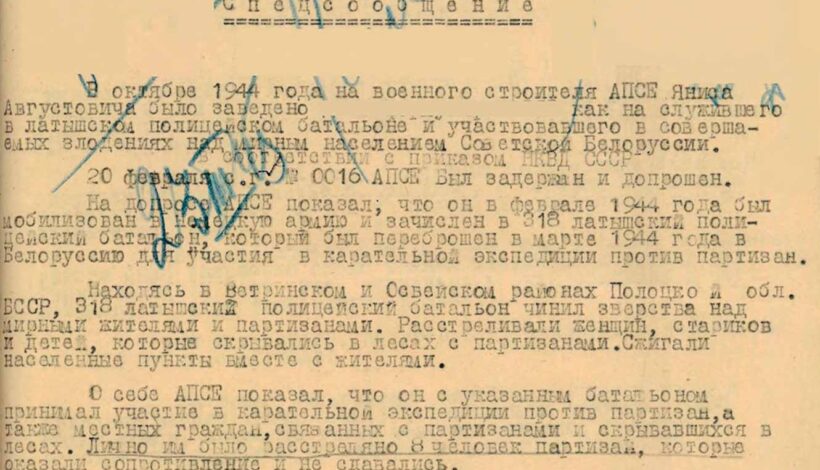 Спецсообщение
В октябре 1944 года на военного строителя АПСЕ Яниса
Августовича было заведено как на служившего
в латышском полицейском батальоне и участвовавшего в соверша-
емых злодеяниях над мирным населением Советской Белоруссии.
в соответствии с приказом НКВД СССР
20 февраля с.г. № 0016 АПСЕ Был задержан и допрошен.
На допросе АПСЕ показал, что он в феврале 1944 года был
мобилизован в немецкую армию и зачислен в 318 латышский поли-
цейский батальон, который был переброшен в марте 1944 года в
Белоруссию для участия в карательной экспедиции против партизан.
Находясь в Ветринском и Освейском районах Полоцкой обл.
БССР, 318 латышский полицейский батальон чинил зверства над
мирными жителями и партизанами. Расстреливали женщин, стариков
и детей, которые скрывались в лесах с партизанами.Сжигали
населенные пункты вместе с жителями.
О себе АПСЕ показал, что он с указанным батальоном
принимал участие в карательной экспедиции против партизан,а
также местных граждан,связанных с партизанами и скрывавшихся в
лесах. Лично им было расстреляно 8 человек партизан, которые
оказали сопротивление и не сдавались.